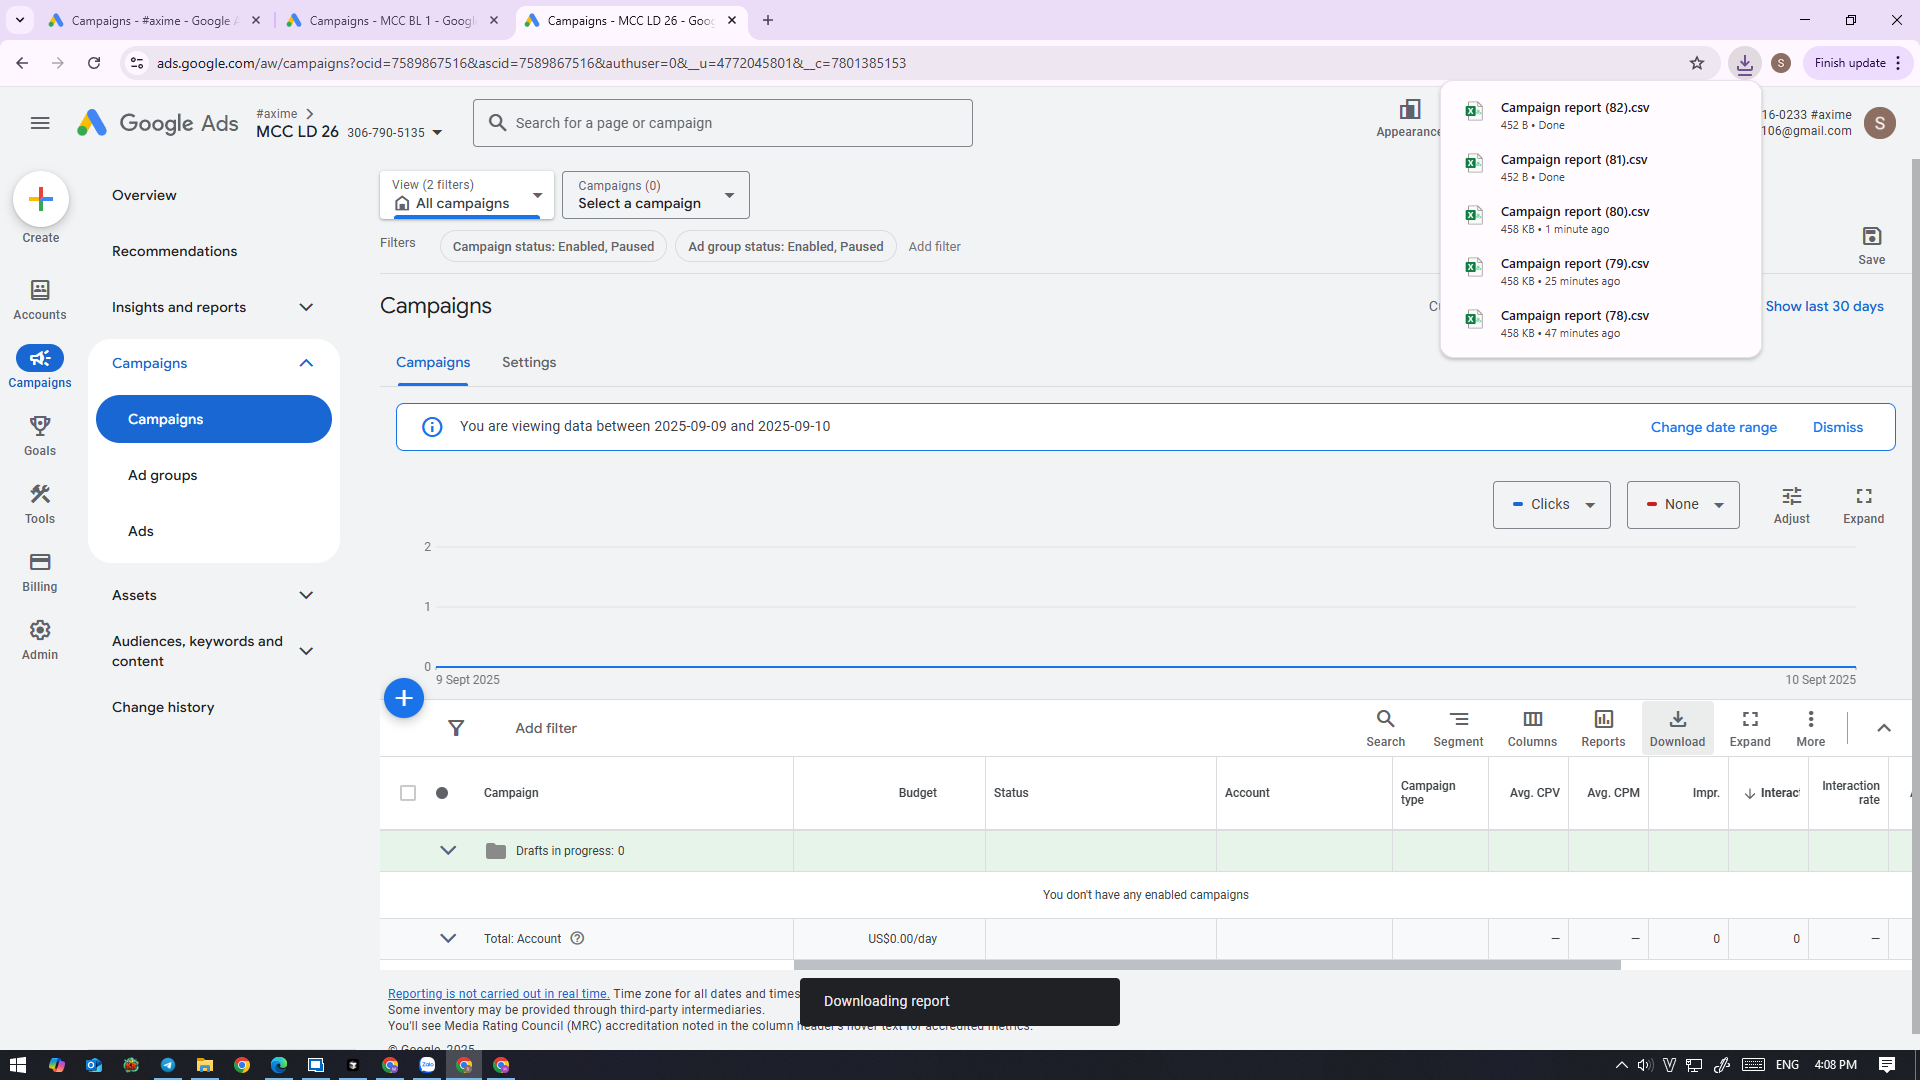 Campaigns - #axime - Google A
Campaigns - MCC BL 1 - Googl
Campaigns - MCC LD 26 - Goog
ads.google.com/aw/campaigns?ocid=7589867516&ascid=7589867516&authuser=0&__u=4772045801&__c=7801385153
S
Finish update
Google Ads
#axime
MCC LD 26 306-790-5135
Search for a page or campaign
Appearance
16-0233 #axime
106@gmail.com
S
Campaign report (82).csv
452 B • Done
Campaign report (81).csv
452 B • Done
Campaign report (80).csv
458 KB • 1 minute ago
Campaign report (79).csv
458 KB • 25 minutes ago
Campaign report (78).csv
458 KB • 47 minutes ago
Create
Accounts
Campaigns
Goals
Tools
Billing
Admin
Overview
Recommendations
Insights and reports
Campaigns
Campaigns
Ad groups
Ads
Assets
Audiences, keywords and
content
Change history
View (2 filters)
All campaigns
Campaigns (0)
Select a campaign
Filters
Campaign status: Enabled, Paused
Ad group status: Enabled, Paused
Add filter
Save
Campaigns
Show last 30 days
Campaigns
Settings
You are viewing data between 2025-09-09 and 2025-09-10
Change date range
Dismiss
Clicks
None
Adjust
Expand
2
1
0
9 Sept 2025
10 Sept 2025
Add filter
Search
Segment
Columns
Reports
Download
Expand
More
Campaign
Budget
Status
Account
Campaign
type
Avg. CPV
Avg. CPM
Impr.
Interac
Interaction
rate
Drafts in progress: 0
You don't have any enabled campaigns
Total: Account
US$0.00/day
—
—
0
0
—
Reporting is not carried out in real time. Time zone for all dates and times
Some inventory may be provided through third-party intermediaries.
You'll see Media Rating Council (MRC) accreditation noted in the column header's hover text for accredited metrics.
© Google, 2025
Downloading report
Zalo
ENG
4:08 PM